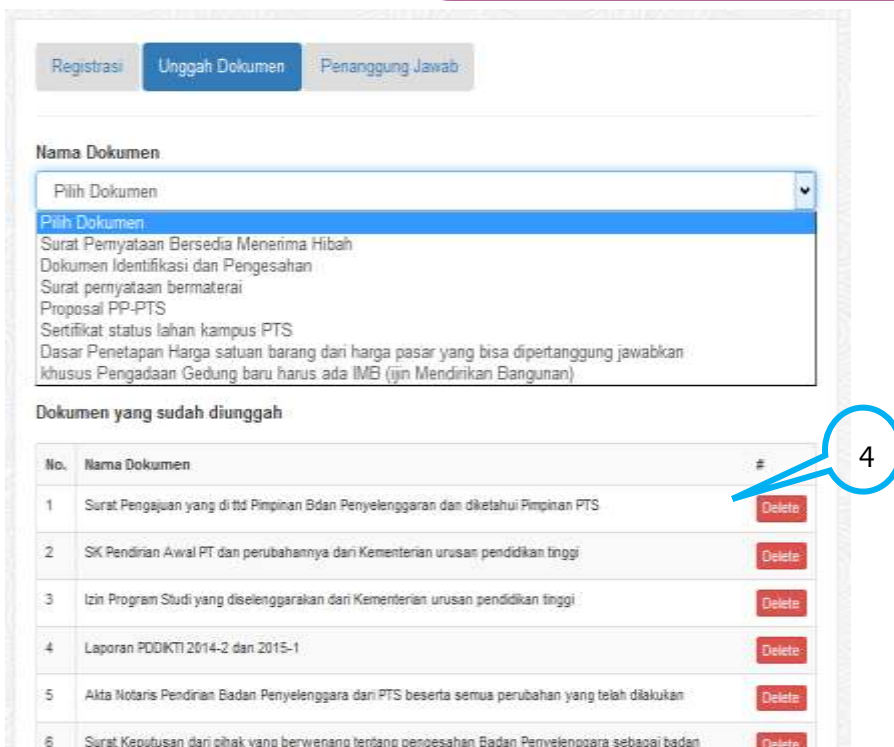 Registrasi Unggah Dokumen Penanggung Jawab
Nama Dokumen
Pilih Dokumen
Pilih Dokumen
Surat Pernyataan Bersedia Menerima Hibah
Dokumen Identifikasi dan Pengesahan
Surat pernyataan bermaterai
Proposal PP-PTS
Sertifikat status lahan kampus PTS
Dasar Penetapan Harga satuan barang dari harga pasar yang bisa dipertanggung jawabkan
khusus Pengadaan Gedung baru harus ada IMB (ijin Mendirikan Bangunan)
Dokumen yang sudah diunggah
4
No. Nama Dokumen #
1 Surat Pengajuan yang di ttd Pimpinan Bdan Penyelenggaran dan diketahui Pimpinan PTS Delete
2 SK Pendirian Awal PT dan perubahannya dari Kementerian urusan pendidikan tinggi Delete
3 Izin Program Studi yang diselenggarakan dari Kementerian urusan pendidikan tinggi Delete
4 Laporan PDDIKTI 2014-2 dan 2015-1 Delete
5 Akta Notaris Pendirian Badan Penyelenggara dari PTS beserta semua perubahan yang telah dilakukan Delete
6 Surat Keputusan dari pihak yang berwenang tentang pengesahan Badan Penyelenggara sebagai badan Delete